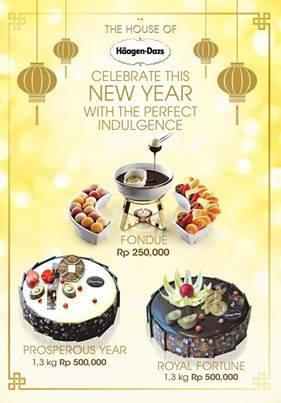 THE HOUSE OF
Häagen-Dazs
CELEBRATE THIS
NEW YEAR
WITH THE PERFECT
INDULGENCE
FONDUE
Rp 250,000
PROSPEROUS YEAR
1,3 kg Rp 500,000
ROYAL FORTUNE
1,3 kg Rp 500,000